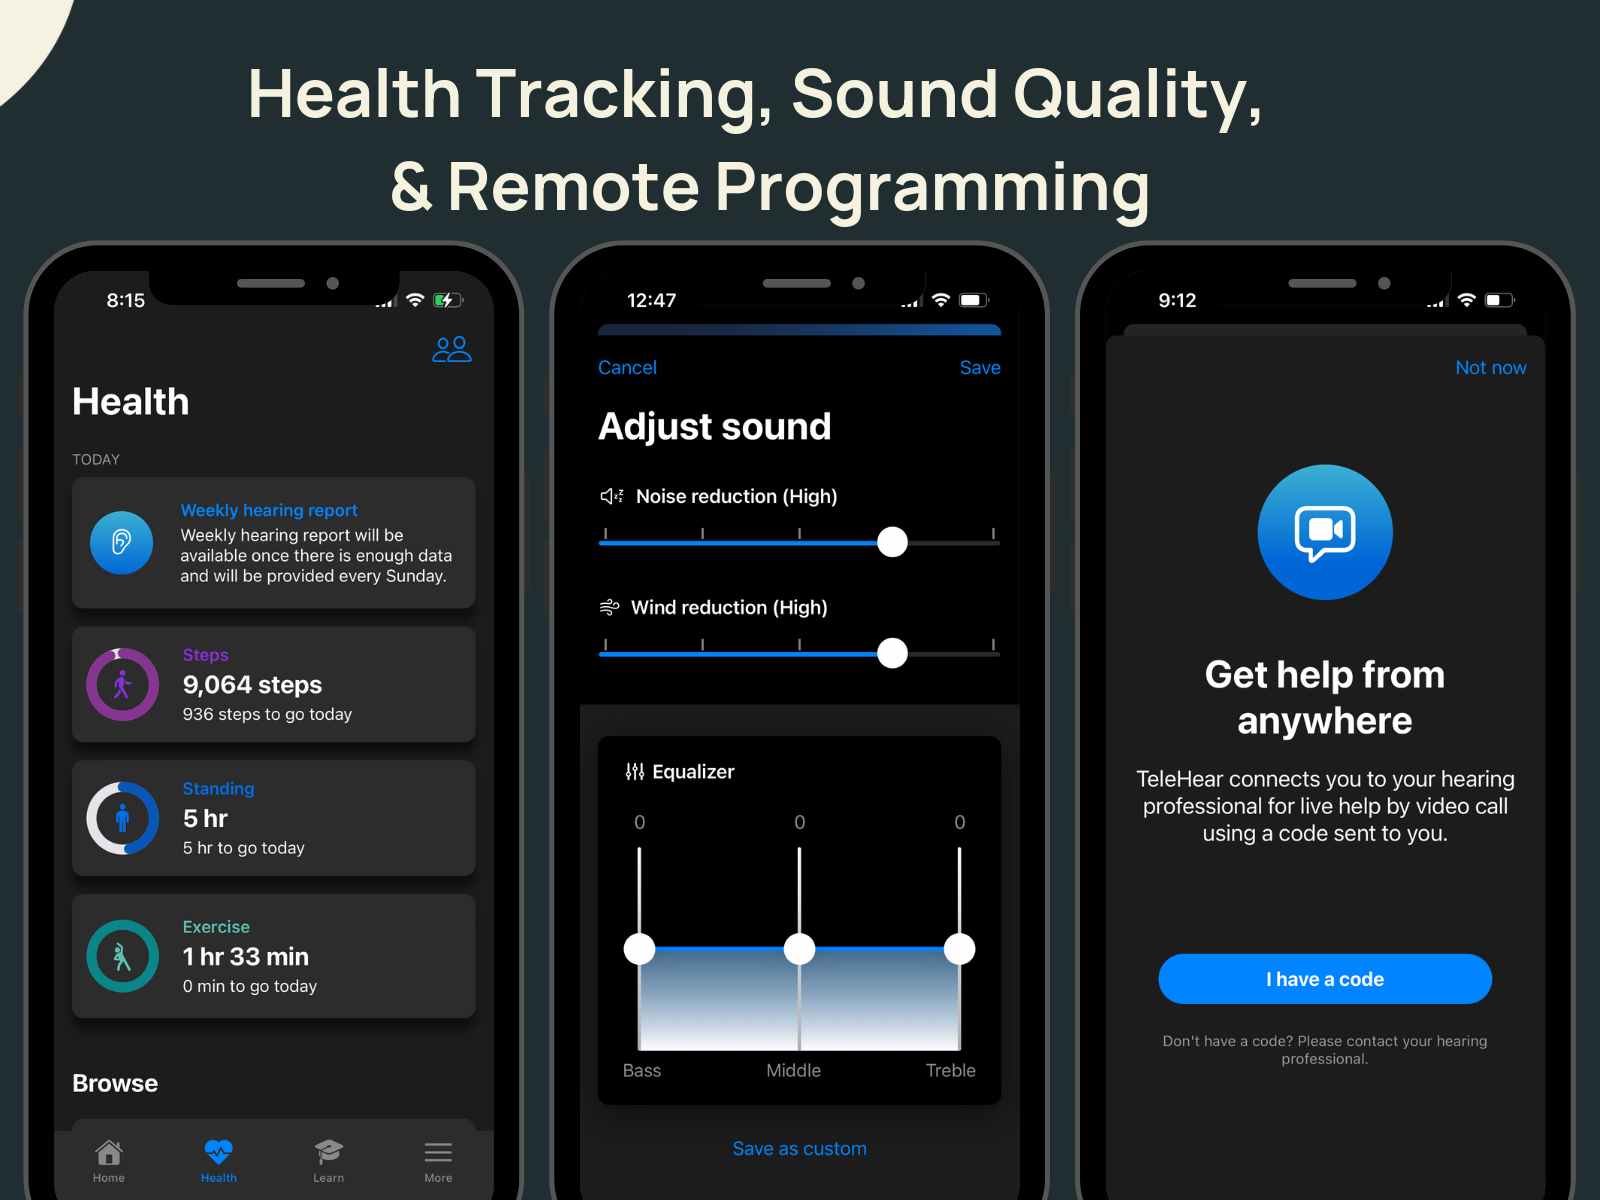 Health Tracking, Sound Quality,
& Remote Programming
8:15
Health
TODAY
Weekly hearing report
Weekly hearing report will be
available once there is enough data
and will be provided every Sunday.
Steps
9,064 steps
936 steps to go today
Standing
5 hr
5 hr to go today
Exercise
1 hr 33 min
0 min to go today
Browse
Home
Health
Learn
More
12:47
Cancel
Save
Adjust sound
Noise reduction (High)
Wind reduction (High)
Equalizer
0
0
0
Bass
Middle
Treble
Save as custom
9:12
Not now
Get help from
anywhere
TeleHear connects you to your hearing
professional for live help by video call
using a code sent to you.
I have a code
Don't have a code? Please contact your hearing
professional.